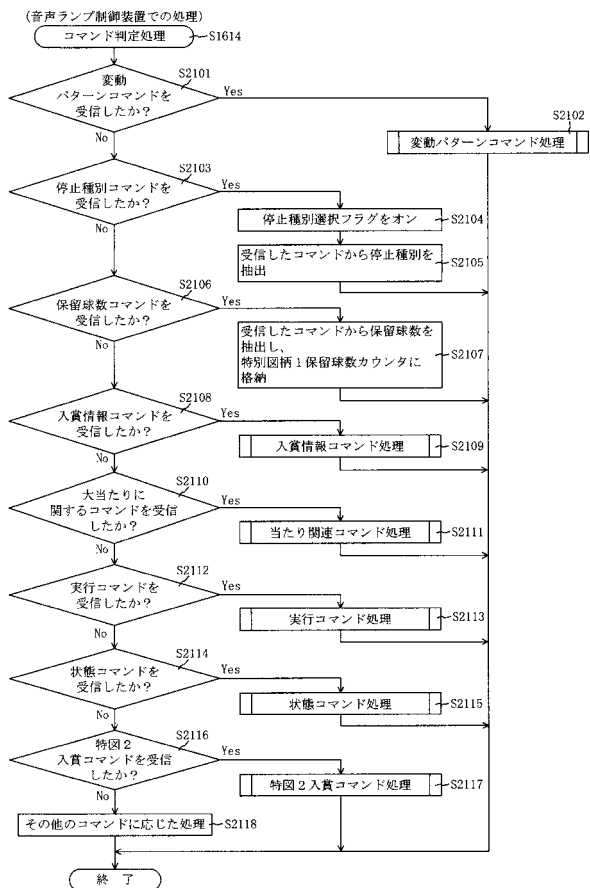 (音声ランプ制御装置での処理)
コマンド判定処理
S1614
変動
パターンコマンドを
受信したか?
S2101
Yes
No
S2102
変動パターンコマンド処理
停止種別コマンドを
受信したか?
S2103
Yes
No
停止種別選択フラグをオン
S2104
受信したコマンドから停止種別を
抽出
S2105
保留球数コマンドを
受信したか?
S2106
Yes
No
受信したコマンドから保留球数を
抽出し、
特別図柄1保留球数カウンタに
格納
S2107
入賞情報コマンドを
受信したか?
S2108
Yes
No
入賞情報コマンド処理
S2109
大当たりに
関するコマンドを受信
したか?
S2110
Yes
No
当たり関連コマンド処理
S2111
実行コマンドを
受信したか?
S2112
Yes
No
実行コマンド処理
S2113
状態コマンドを
受信したか?
S2114
Yes
No
状態コマンド処理
S2115
特図2
入賞コマンドを受信
したか?
S2116
Yes
No
特図2入賞コマンド処理
S2117
その他のコマンドに応じた処理
S2118
終 了